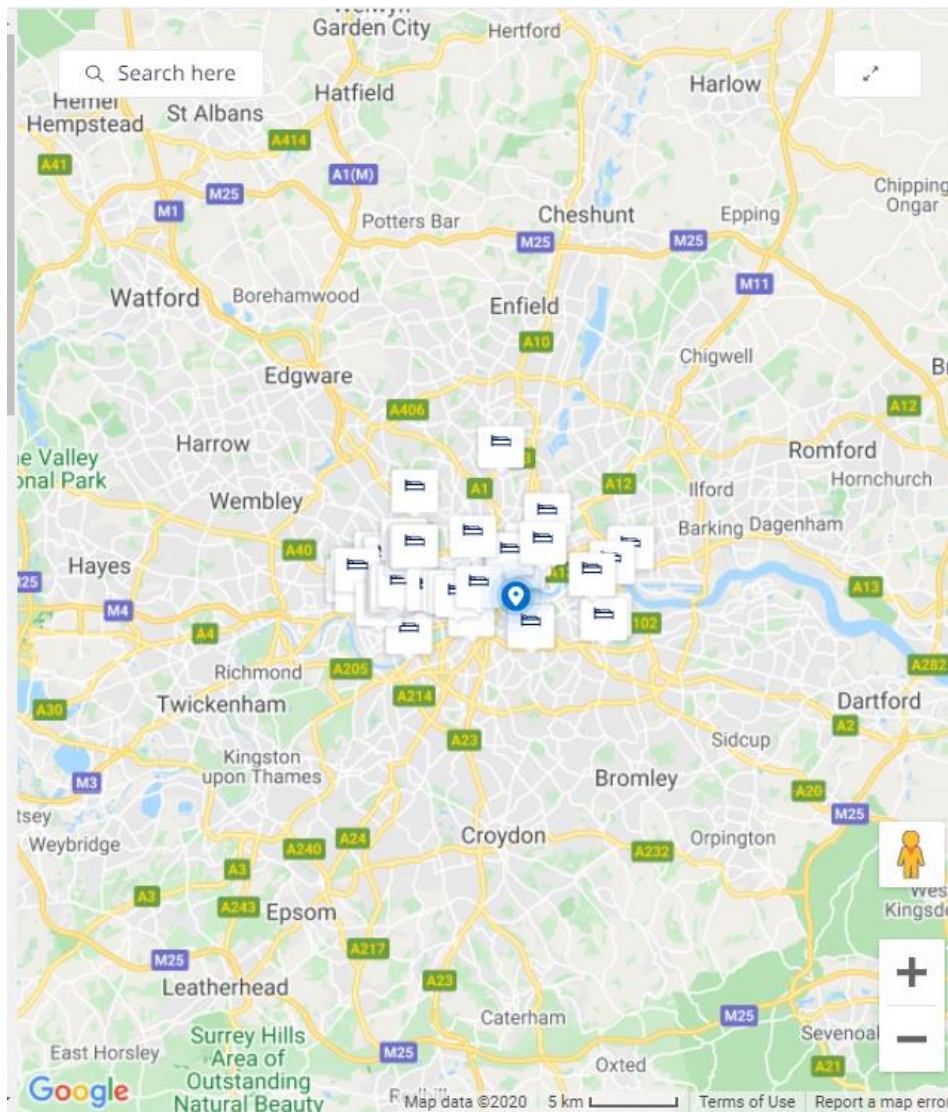 Garden City
Hertford
Search here
Harlow
Hatfield
Hemel
Hempstead
St Albans
A414
A41
A1(M)
M25
M1
Chipping
Ongar
Potters Bar
Cheshunt
Epping
M25
M25
M11
Watford
Borehamwood
Enfield
A10
Chigwell
Edgware
A406
A12
Harrow
Romford
Hornchurch
Wembley
A1
A12
Ilford
Barking
Dagenham
A40
Hayes
A13
M4
A4
102
Richmond
A205
A282
Twickenham
A214
Dartford
A30
A2
A23
Sidcup
Kingston
upon Thames
M3
Bromley
A20
M25
Weybridge
A240
A24
Croydon
A232
Orpington
A3
A3
A243
Epsom
A217
M25
A23
Leatherhead
Caterham
M25
Surrey Hills
Area of
Outstanding
Natural Beauty
East Horsley
M25
Oxted
A21
Google
Map data ©2020
5 km
Terms of Use
Report a map erro